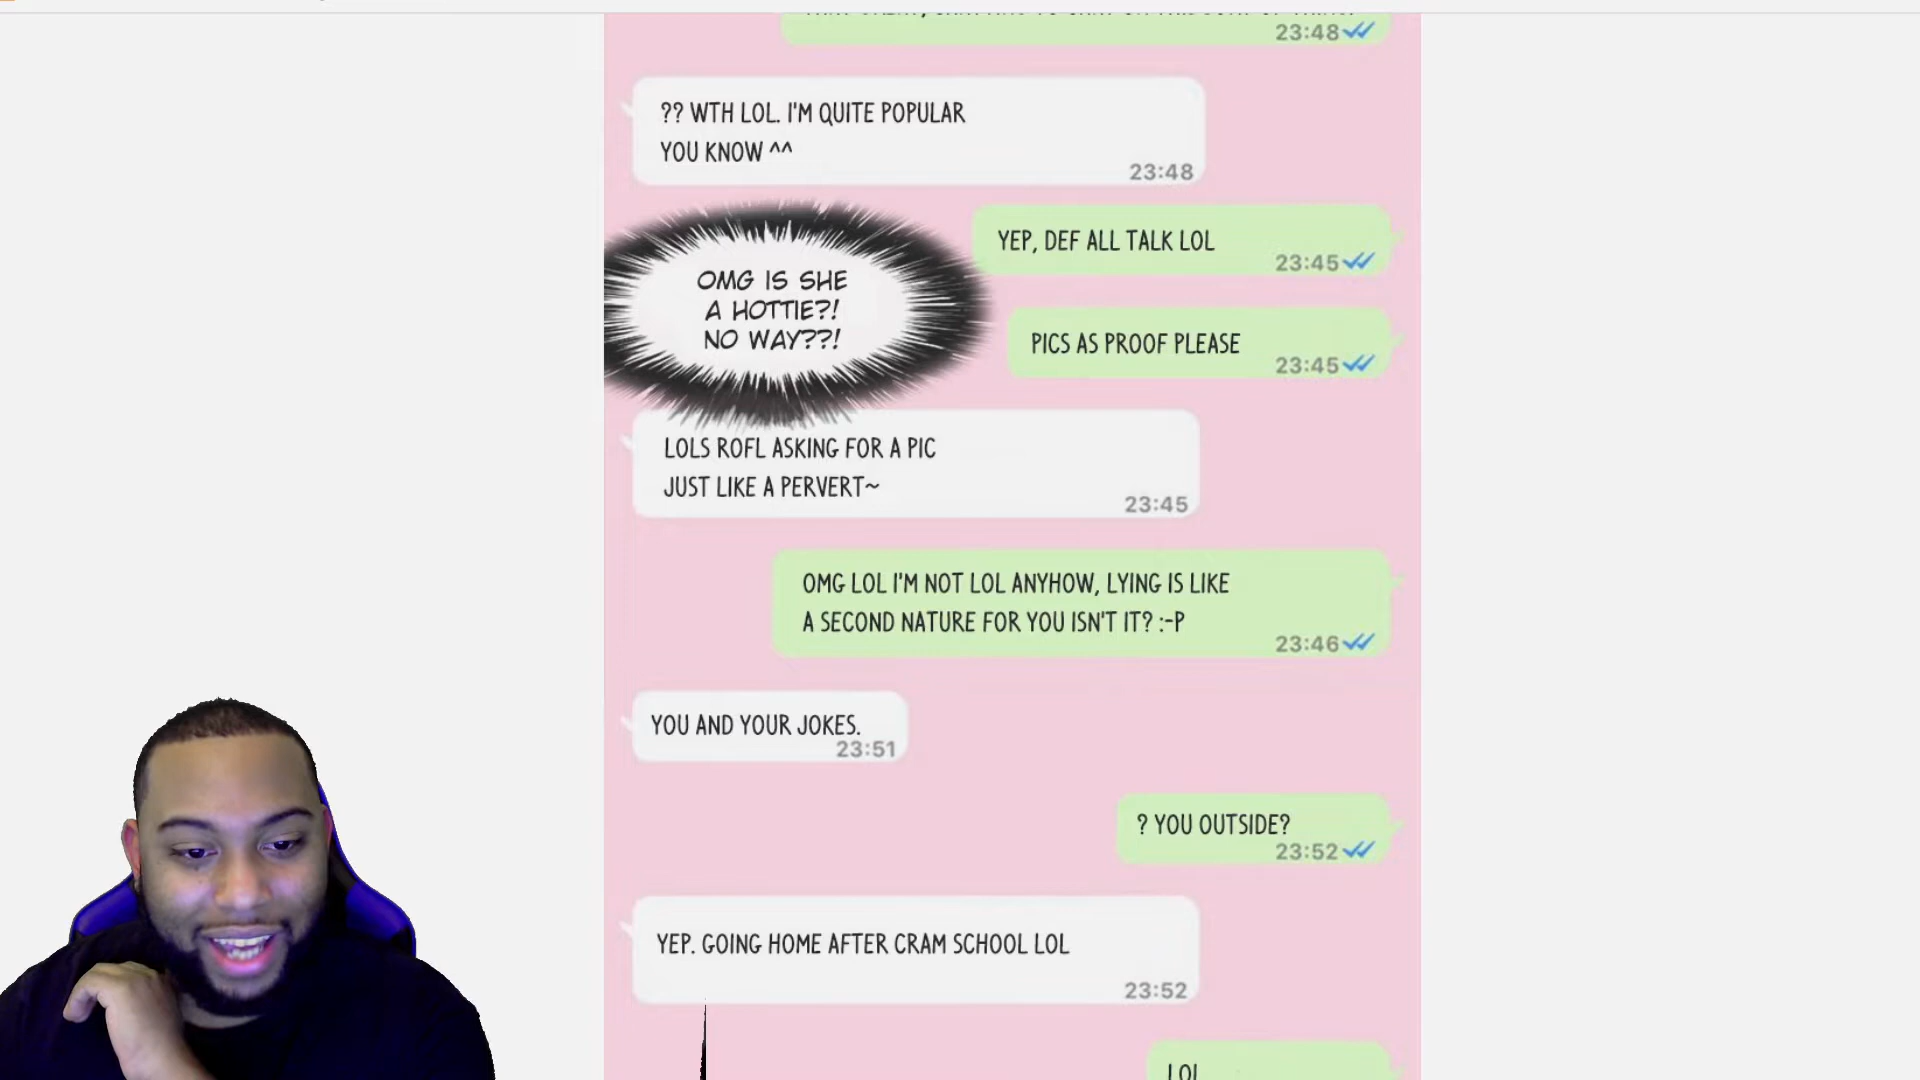 23:48
?? WTH LOL. I'M QUITE POPULAR
YOU KNOW ^^
23:48
YEP, DEF ALL TALK LOL
23:45
OMG IS SHE
A HOTTIE?!
NO WAY??!
PICS AS PROOF PLEASE
23:45
LOLS ROFL ASKING FOR A PIC
JUST LIKE A PERVERT~
23:45
OMG LOL I'M NOT LOL ANYHOW, LYING IS LIKE
A SECOND NATURE FOR YOU ISN'T IT? :-P
23:46
YOU AND YOUR JOKES.
23:51
? YOU OUTSIDE?
23:52
YEP. GOING HOME AFTER CRAM SCHOOL LOL
23:52
LOL